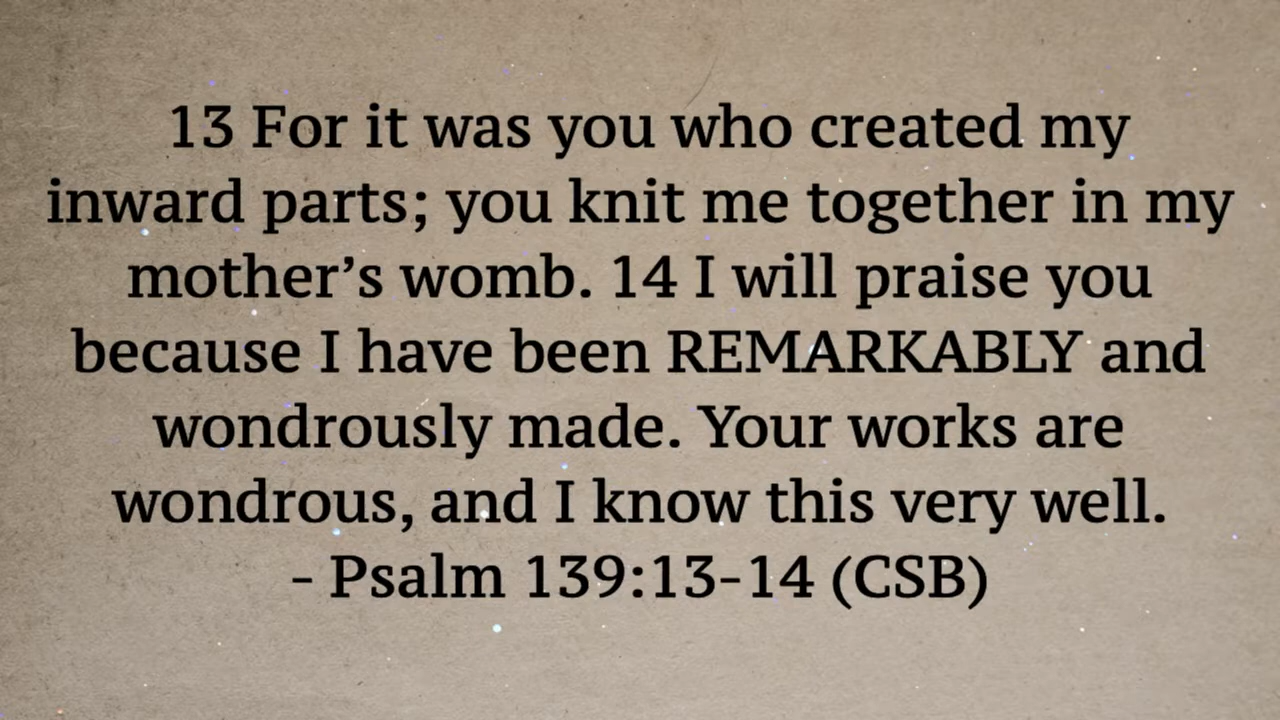 13 For it was you who created my
inward parts; you knit me together in my
mother’s womb. 14 I will praise you
because I have been REMARKABLY and
wondrously made. Your works are
wondrous, and I know this very well.
- Psalm 139:13-14 (CSB)